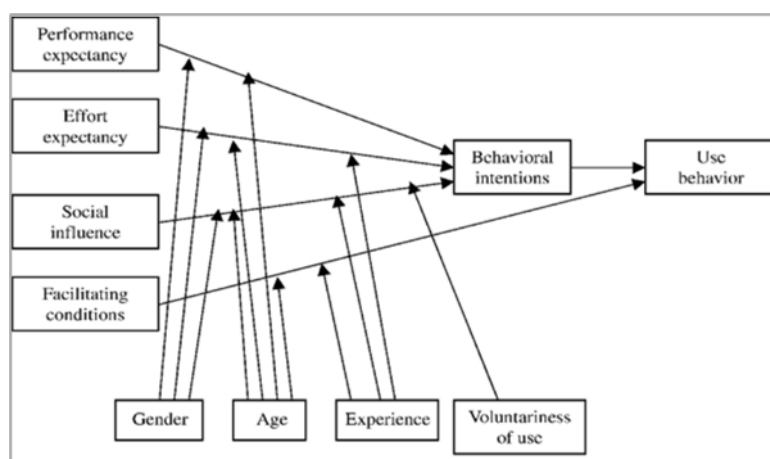 Performance
expectancy
Effort
expectancy
Social
influence
Facilitating
conditions
Behavioral
intentions
Use
behavior
Gender
Age
Experience
Voluntariness
of use